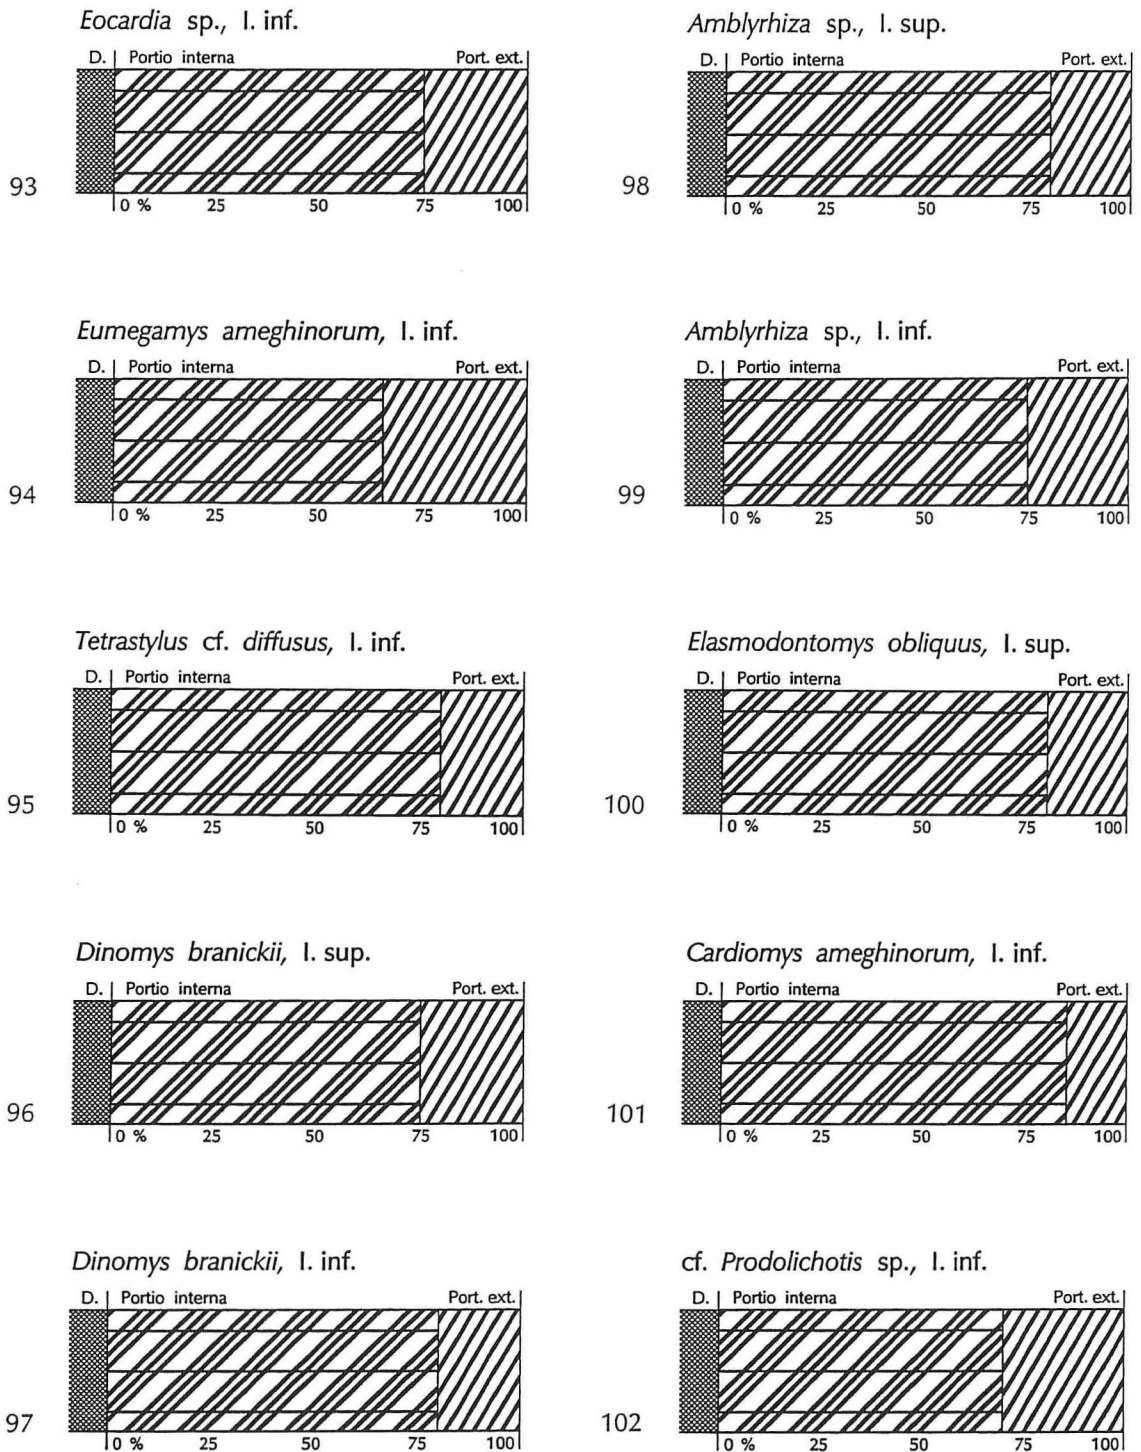 Eocardia sp., I. inf.
D. Portio interna Port. ext.
93
0 % 25 50 75 100
Eumegamys ameghinorum, I. inf.
D. Portio interna Port. ext.
94
0 % 25 50 75 100
Tetrastylus cf. diffusus, I. inf.
D. Portio interna Port. ext.
95
0 % 25 50 75 100
Dinomys branickii, I. sup.
D. Portio interna Port. ext.
96
0 % 25 50 75 100
Dinomys branickii, I. inf.
D. Portio interna Port. ext.
97
0 % 25 50 75 100
Amblyrhiza sp., I. sup.
D. Portio interna Port. ext.
98
0 % 25 50 75 100
Amblyrhiza sp., I. inf.
D. Portio interna Port. ext.
99
0 % 25 50 75 100
Elasmodontomys obliquus, I. sup.
D. Portio interna Port. ext.
100
0 % 25 50 75 100
Cardiomys ameghinorum, I. inf.
D. Portio interna Port. ext.
101
0 % 25 50 75 100
cf. Prodolichotis sp., I. inf.
D. Portio interna Port. ext.
102
0 % 25 50 75 100